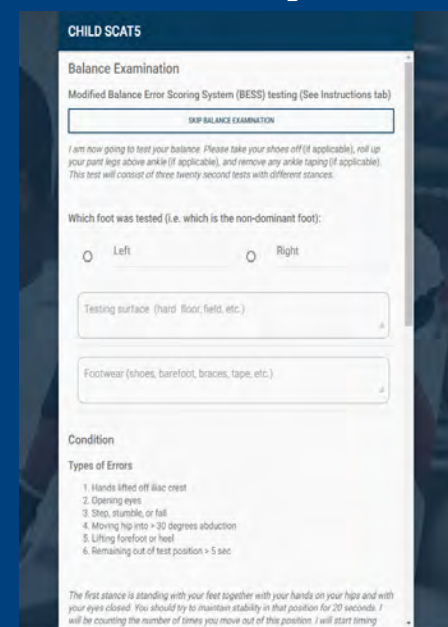 CHILD SCAT5
Balance Examination
Modified Balance Error Scoring System (BESS) testing (See Instructions tab)
SKIP BALANCE EXAMINATION
I am now going to test your balance. Please take your shoes off (if applicable), roll up
your pant legs above ankle (if applicable), and remove any ankle taping (if applicable).
This test will consist of three twenty second tests with different stances.
Which foot was tested (i.e. which is the non-dominant foot):
Left Right
Testing surface (hard floor, field, etc.)
Footwear (shoes, barefoot, braces, tape, etc.)
Condition
Types of Errors
1. Hands lifted off iliac crest
2. Opening eyes
3. Step, stumble, or fall
4. Moving hip into > 30 degrees abduction
5. Lifting forefoot or heel
6. Remaining out of test position > 5 sec
The first stance is standing with your feet together with your hands on your hips and with
your eyes closed. You should try to maintain stability in that position for 20 seconds. I
will be counting the number of times you move out of this position. I will start timing